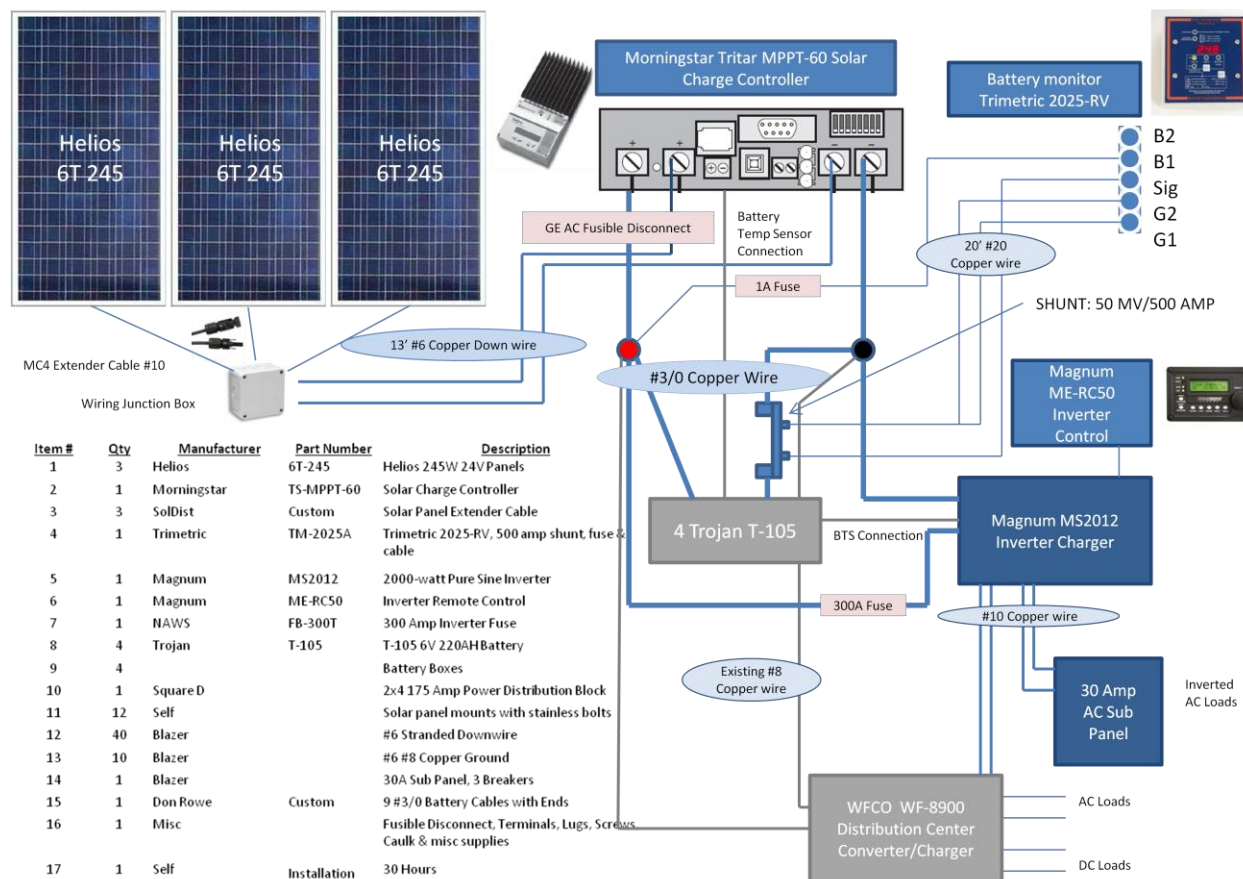 Helios
6T 245
Helios
6T 245
Helios
6T 245
Morningstar Tritar MPPT-60 Solar
Charge Controller
Battery monitor
Trimetric 2025-RV
B2
B1
Sig
G2
G1
GE AC Fusible Disconnect
Battery
Temp Sensor
Connection
20' #20
Copper wire
1A Fuse
SHUNT: 50 MV/500 AMP
13' #6 Copper Down wire
MC4 Extender Cable #10
#3/0 Copper Wire
Wiring Junction Box
Magnum
ME-RC50
Inverter
Control
4 Trojan T-105
BTS Connection
Magnum MS2012
Inverter Charger
300A Fuse
#10 Copper wire
Existing #8
Copper wire
30 Amp
AC Sub
Panel
Inverted
AC Loads
WFCO WF-8900
Distribution Center
Converter/Charger
AC Loads
DC Loads
Item # Qty Manufacturer Part Number Description
1 3 Helios 6T-245 Helios 245W 24V Panels
2 1 Morningstar TS-MPPT-60 Solar Charge Controller
3 3 SolDist Custom Solar Panel Extender Cable
4 1 Trimetric TM-2025A Trimetric 2025-RV, 500 amp shunt, fuse &
cable
5 1 Magnum MS2012 2000-watt Pure Sine Inverter
6 1 Magnum ME-RC50 Inverter Remote Control
7 1 NAWS FB-300T 300 Amp Inverter Fuse
8 4 Trojan T-105 T-105 6V 220AH Battery
9 4 Battery Boxes
10 1 Square D 2x4 175 Amp Power Distribution Block
11 12 Self Solar panel mounts with stainless bolts
12 40 Blazer #6 Stranded Downwire
13 10 Blazer #6 #8 Copper Ground
14 1 Blazer 30A Sub Panel, 3 Breakers
15 1 Don Rowe Custom 9 #3/0 Battery Cables with Ends
16 1 Misc Fusible Disconnect, Terminals, Lugs, Screws,
Caulk & misc supplies
17 1 Self Installation 30 Hours